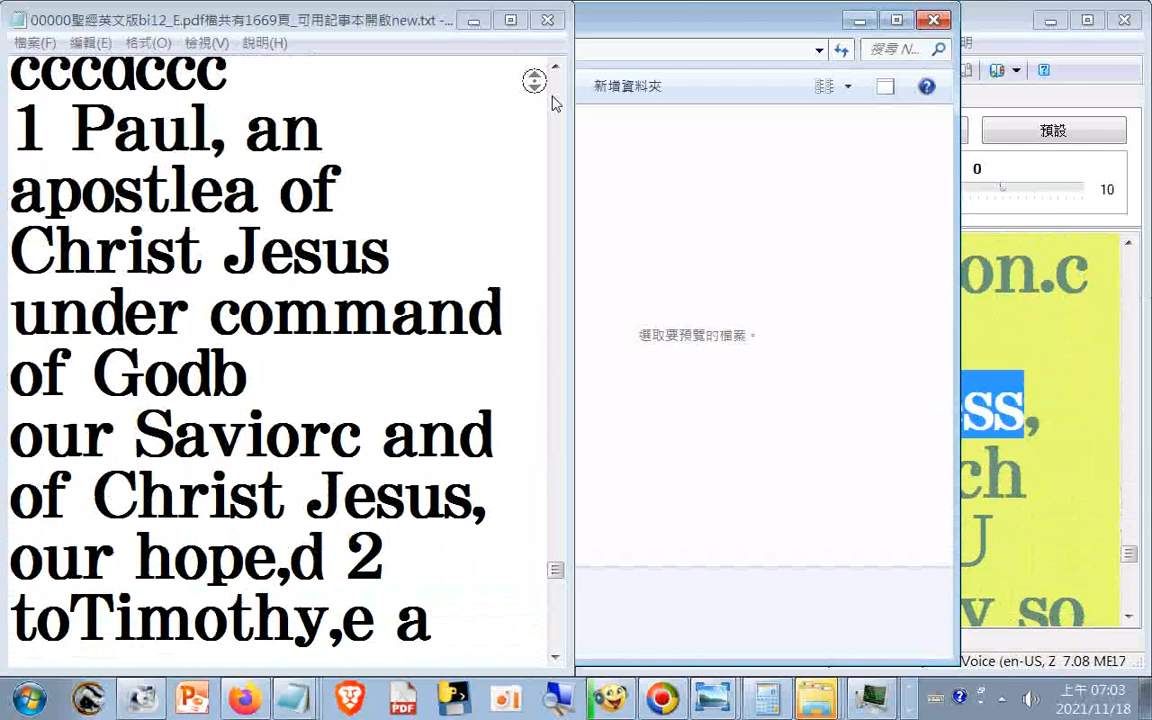 00000聖經英文版bi12_E.pdf檔共有1669頁_可用記事本開啟new.txt -...
檔案(F) 編輯(E) 格式(O) 檢視(V) 說明(H)
cccdccc
1 Paul, an
apostlea of
Christ Jesus
under command
of Godb
our Saviorc and
of Christ Jesus,
our hope,d 2
toTimothy,e a
搜尋 N...
新增資料夾
選取要預覽的檔案。
明
預設
0
10
on.c
ess,
ch
U
y so
Voice (en-US, Z 7.08 ME17
PDF
上午 07:03
2021/11/18